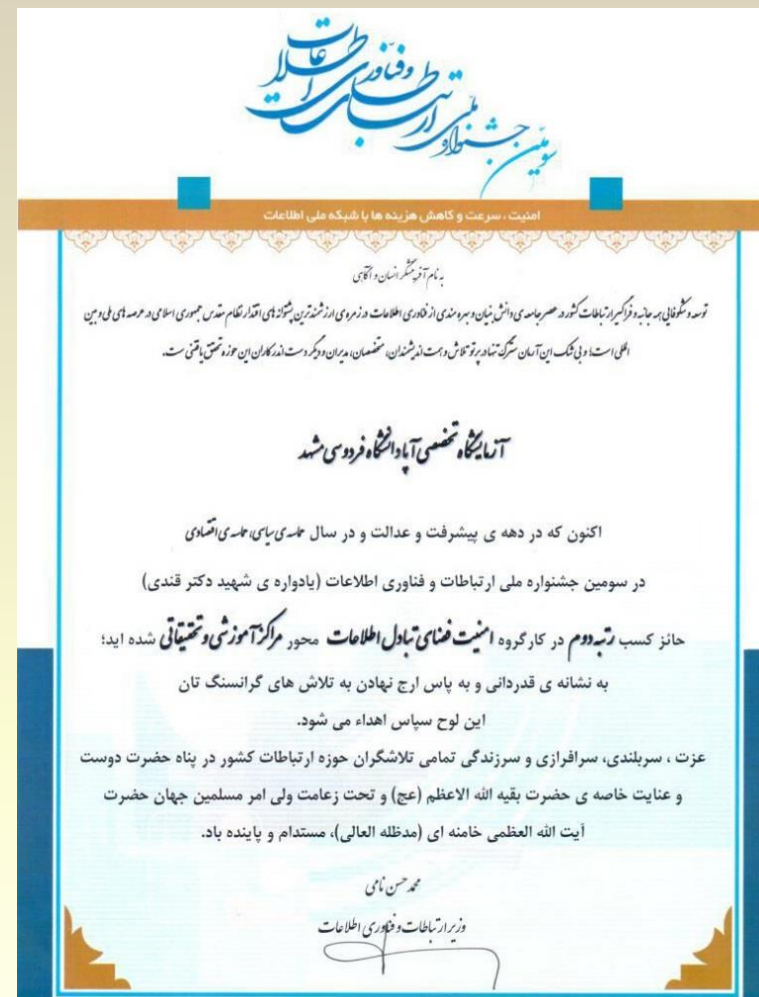 سومین جشنواره ملی ارتباطات و فناوری اطلاعات
امنیت ، سرعت و کاهش هزینه ها با شبکه ملی اطلاعات
به نام آفرینشگر انسان و آگاهی
توسعه و شکوفایی همه جانبه و فراگیر ارتباطات کشور در عصر جامعه ی دانش بنیان و بهره مندی از فناوری اطلاعات در زمره ی ارزشمندترین پشتوانه های اقتدار نظام مقدس جمهوری اسلامی در عرصه های ملی و بین
المللی است؛ و بی شک این آرمان سترگ تنها در پرتو تلاش و همت اندیشمندان، متخصصان، مدیران و دیگر دست اندرکاران این حوزه تحقق یافتنی ست.
آزمایشگاه تخصصی آپا دانشگاه فردوسی مشهد
اکنون که در دهه ی پیشرفت و عدالت و در سال حماسه ی سیاسی، حماسه ی اقتصادی
در سومین جشنواره ملی ارتباطات و فناوری اطلاعات (یادواره ی شهید دکتر قندی)
حائز کسب رتبه دوم در کارگروه امنیت فضای تبادل اطلاعات محور مراکز آموزشی و تحقیقاتی شده اید؛
به نشانه ی قدردانی و به پاس ارج نهادن به تلاش های گرانسنگ تان
این لوح سپاس اهداء می شود.
عزت ، سربلندی، سرافرازی و سرزندگی تمامی تلاشگران حوزه ارتباطات کشور در پناه حضرت دوست
و عنایت خاصه ی حضرت بقیه الله الاعظم (عج) و تحت زعامت ولی امر مسلمین جهان حضرت
آیت الله العظمی خامنه ای (مدظله العالی)، مستدام و پاینده باد.
محمد حسن نامی
وزیر ارتباطات و فناوری اطلاعات